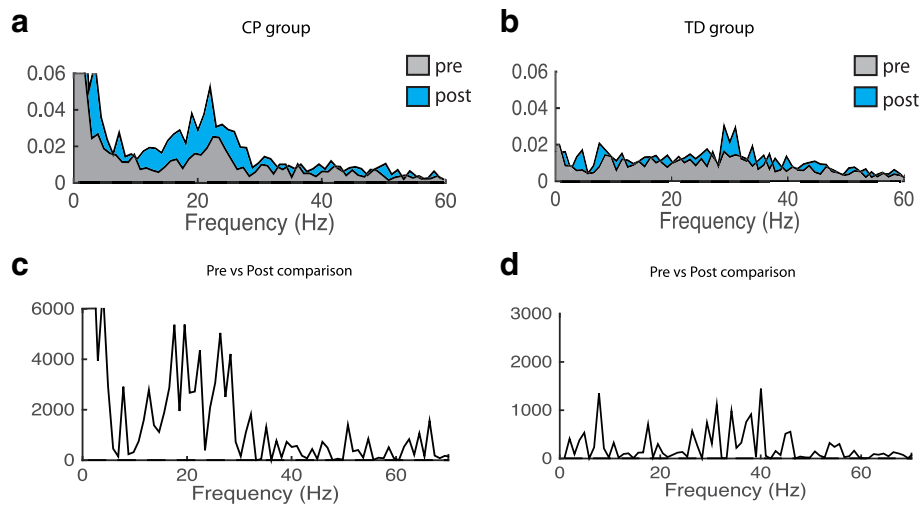 a
CP group
pre
post
0.06
0.04
0.02
0
0 20 40 60
Frequency (Hz)
b
TD group
pre
post
0.06
0.04
0.02
0
0 20 40 60
Frequency (Hz)
c
Pre vs Post comparison
6000
4000
2000
0
0 20 40 60
Frequency (Hz)
d
Pre vs Post comparison
3000
2000
1000
0
0 20 40 60
Frequency (Hz)